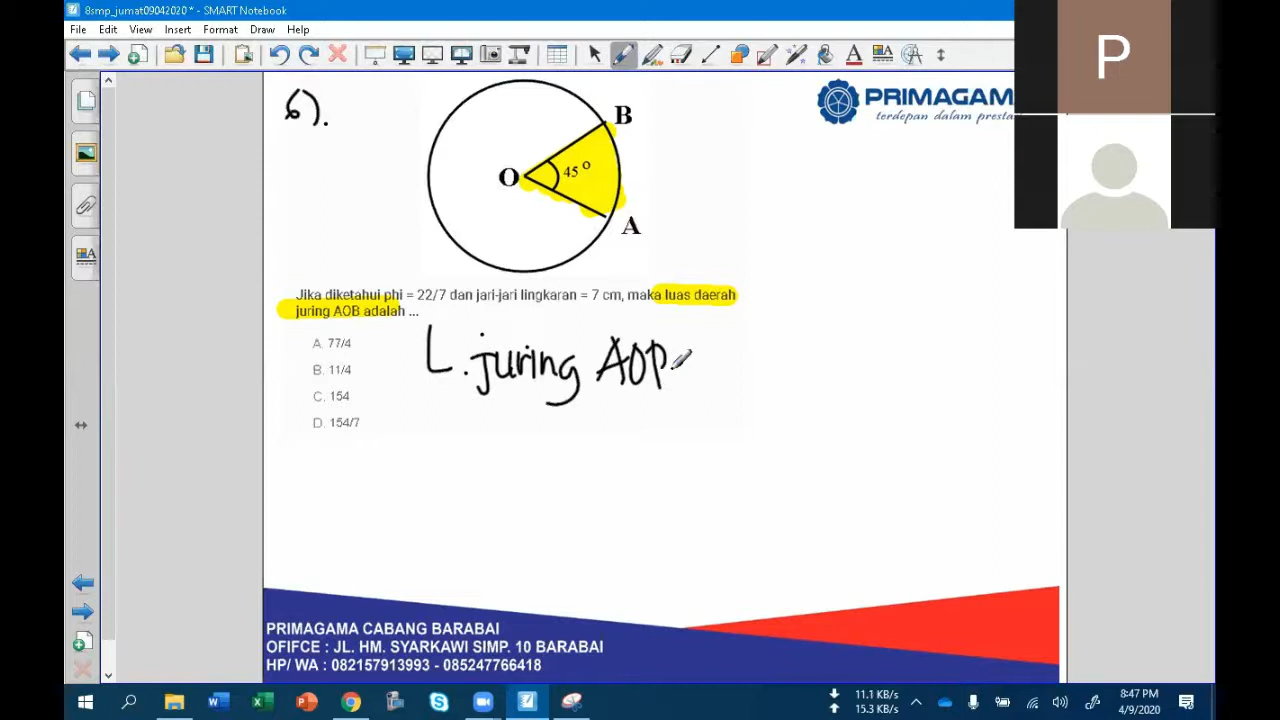 8smp_jumat09042020 * - SMART Notebook
File Edit View Insert Format Draw Help
6).
B
O
45°
A
PRIMAGAM
terdepan dalam presta
P
Jika diketahui phi = 22/7 dan jari-jari lingkaran = 7 cm, maka luas daerah
juring AOB adalah ...
A. 77/4
B. 11/4
C. 154
D. 154/7
L. juring AOP
PRIMAGAMA CABANG BARABAI
OFIFCE : JL. HM. SYARKAWI SIMP. 10 BARABAI
HP/ WA : 082157913993 - 085247766418
11.1 KB/s
15.3 KB/s
8:47 PM
4/9/2020